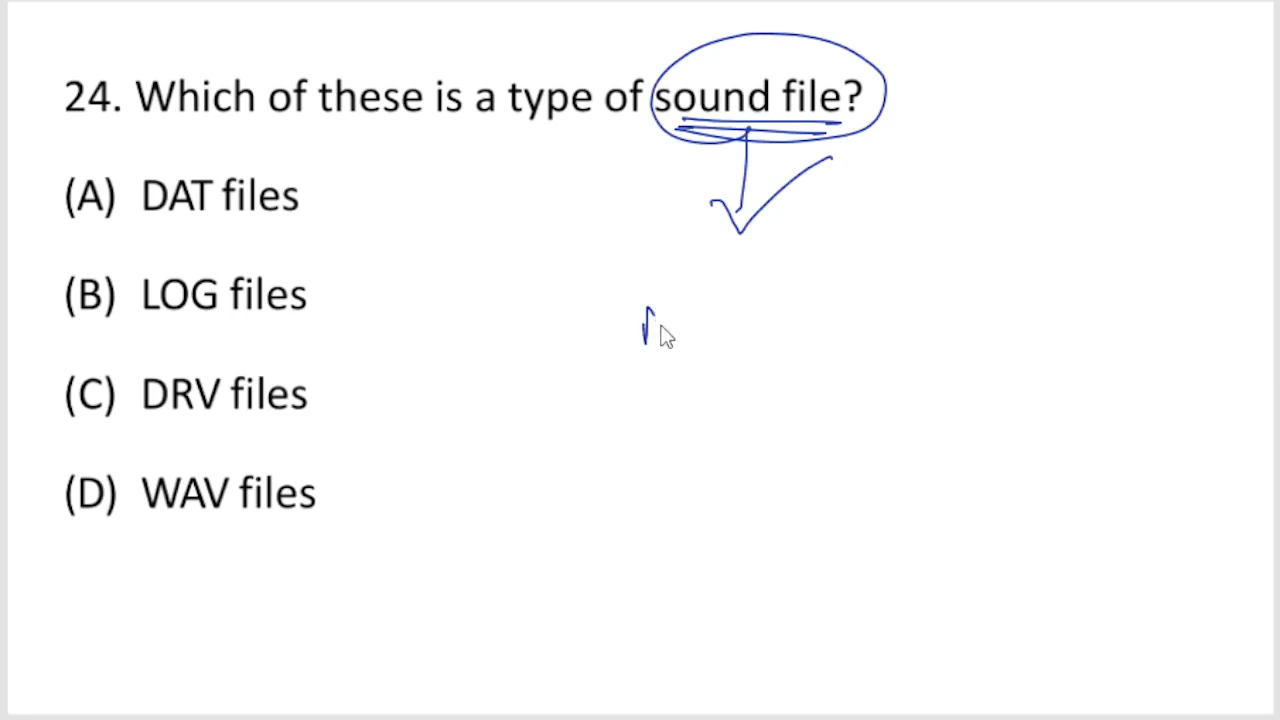 24. Which of these is a type of sound file?
(A) DAT files
(B) LOG files
(C) DRV files
(D) WAV files